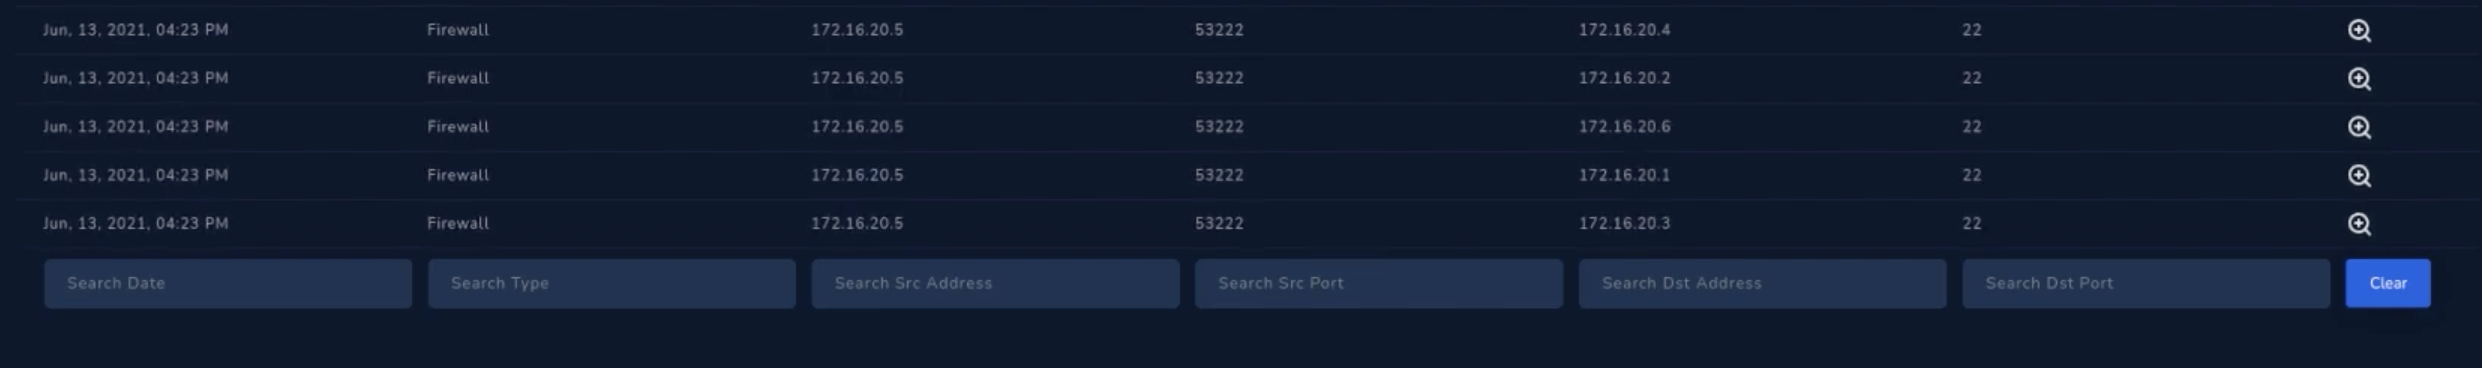 Jun, 13, 2021, 04:23 PM Firewall 172.16.20.5 53222 172.16.20.4 22
Jun, 13, 2021, 04:23 PM Firewall 172.16.20.5 53222 172.16.20.2 22
Jun, 13, 2021, 04:23 PM Firewall 172.16.20.5 53222 172.16.20.6 22
Jun, 13, 2021, 04:23 PM Firewall 172.16.20.5 53222 172.16.20.1 22
Jun, 13, 2021, 04:23 PM Firewall 172.16.20.5 53222 172.16.20.3 22
Search Date Search Type Search Src Address Search Src Port Search Dst Address Search Dst Port Clear